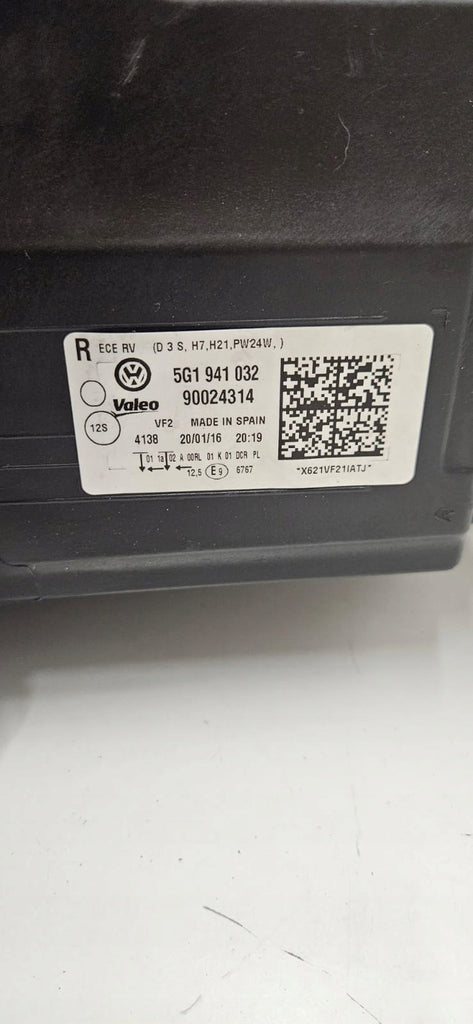 R ECE RV (D 3 S, H7,H21,PW24W, )
5G1 941 032
Valeo 90024314
12S VF2 MADE IN SPAIN
4138 20/01/16 20:19
01 1a 02 A 00RL 01 K 01 DCR PL
12,5 E9 6767
"X621VF21IATJ"